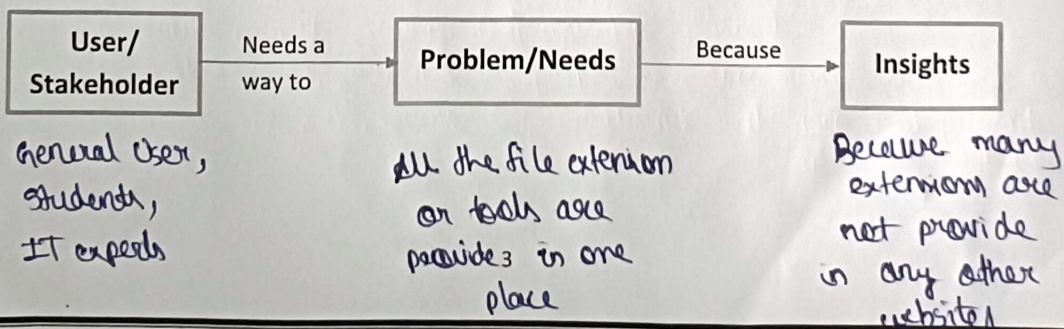 User/
Stakeholder
Needs a
way to
Problem/Needs
Because
Insights
General User,
Students,
IT experts
All the file extension
or tools are
provides in one
place
Because many
extensions are
not provide
in any other
websites